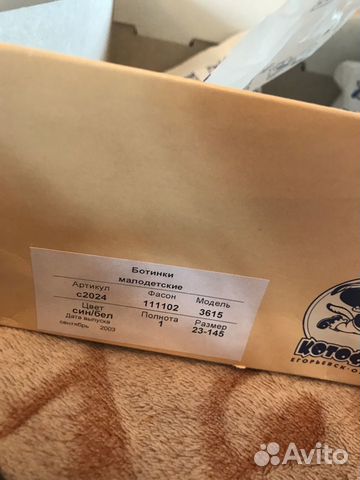 Ботинки
малодетские
Артикул Фасон Модель
с2024 111102 3615
Цвет Полнота Размер
син/бел 1 23-145
Дата выпуска
сентябрь 2003
Avito